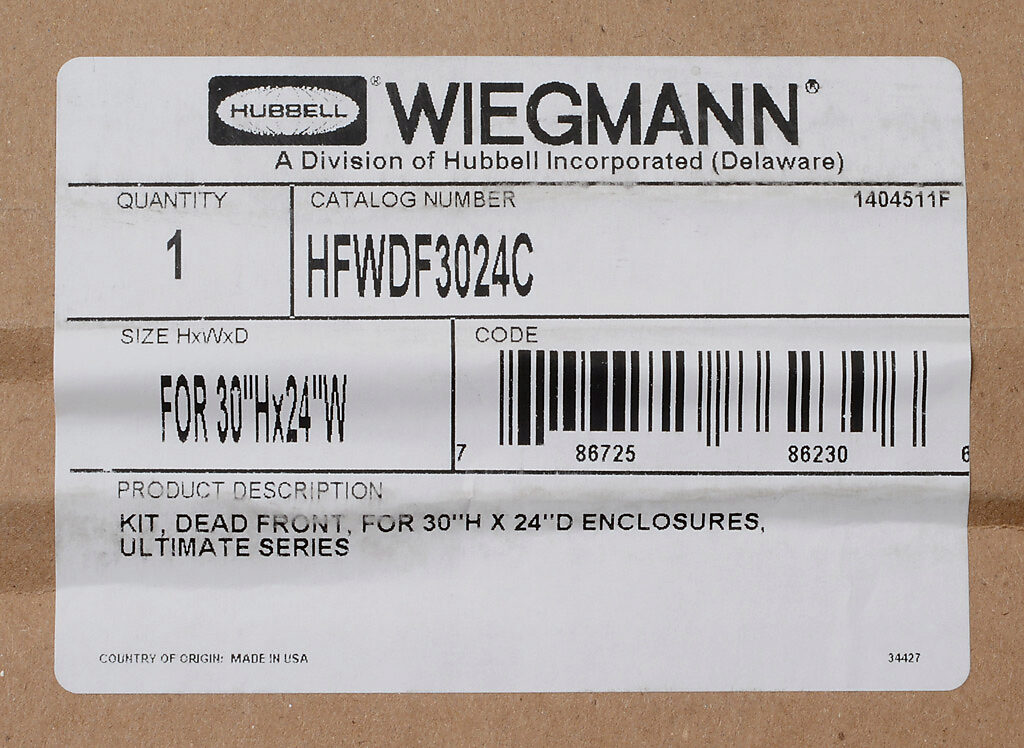 HUBBELL ® WIEGMANN ®
A Division of Hubbell Incorporated (Delaware)
QUANTITY
1
CATALOG NUMBER 1404511F
HFWDF3024C
SIZE HxWxD
FOR 30"Hx24"W
CODE
7 86725 86230 6
PRODUCT DESCRIPTION
KIT, DEAD FRONT, FOR 30"H X 24"D ENCLOSURES,
ULTIMATE SERIES
COUNTRY OF ORIGIN: MADE IN USA 34427